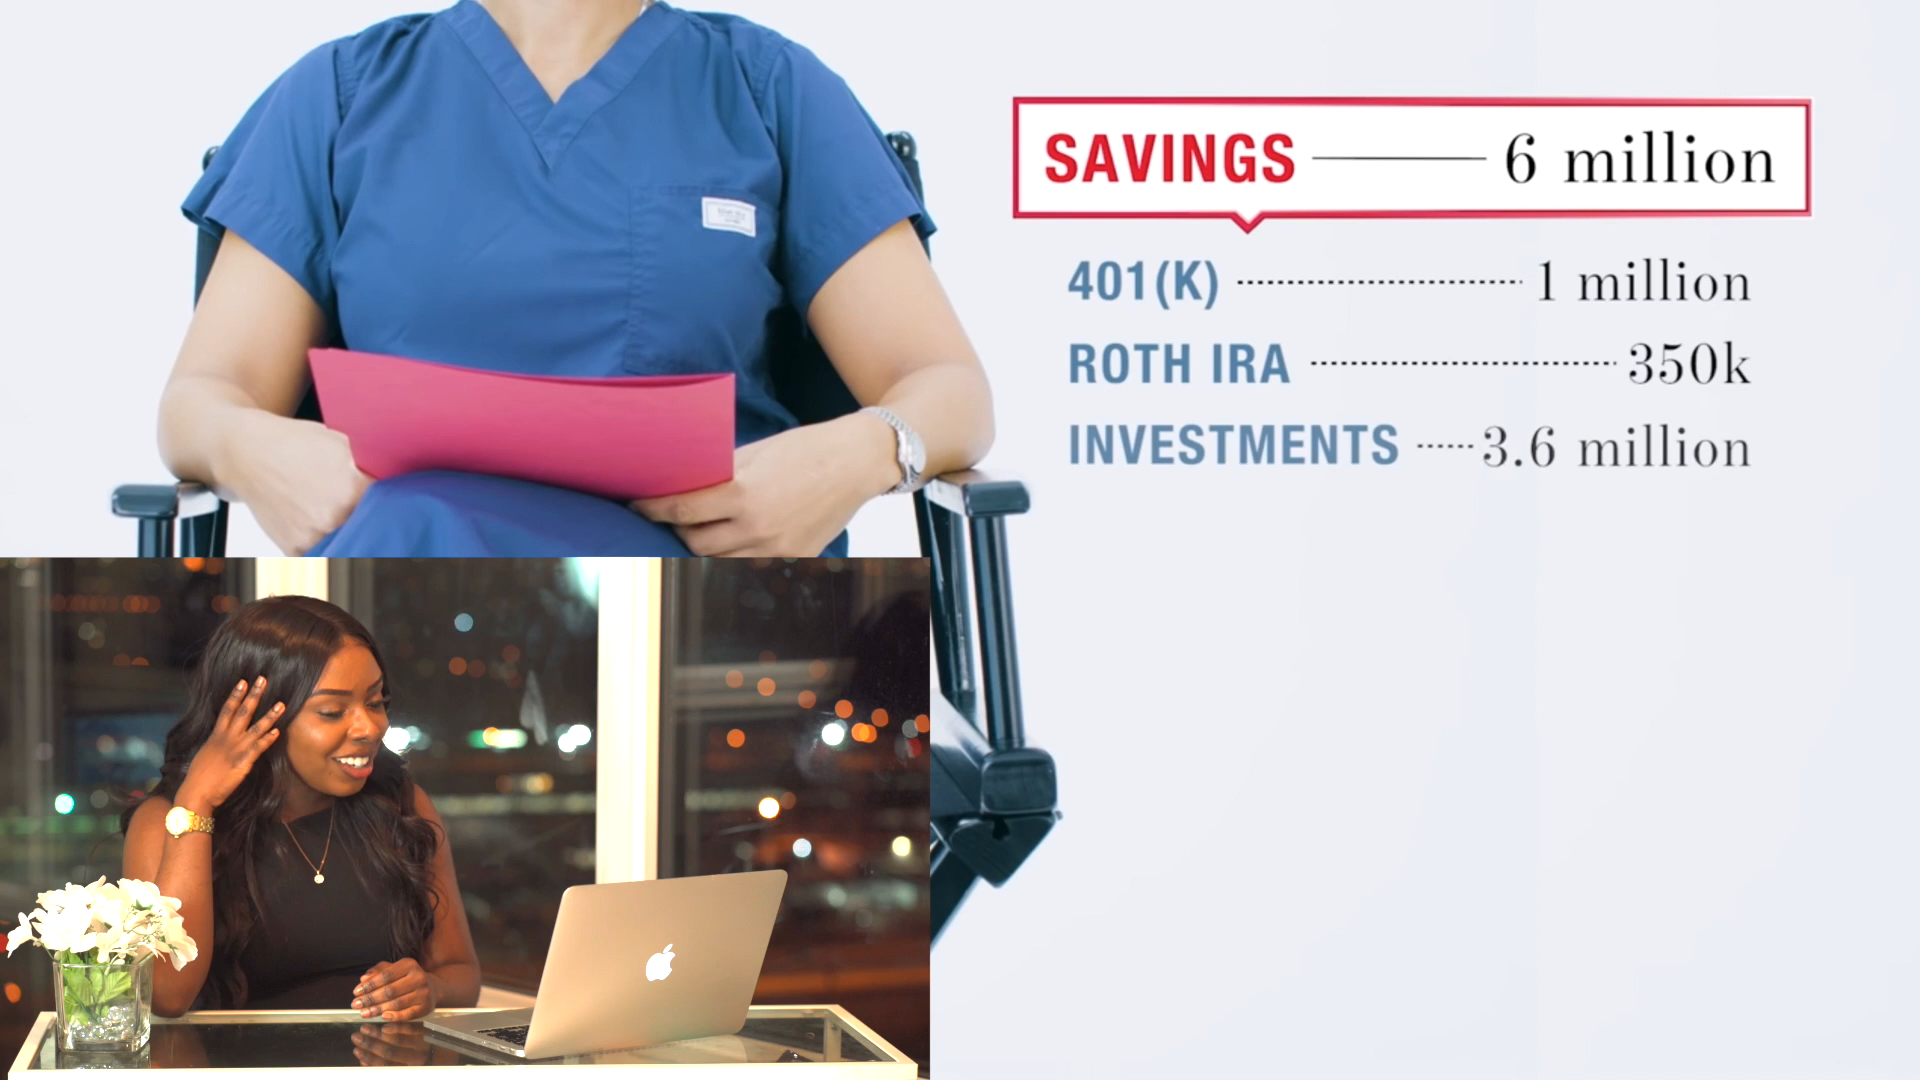 SAVINGS 6 million
401(K) 1 million
ROTH IRA 350k
INVESTMENTS 3.6 million